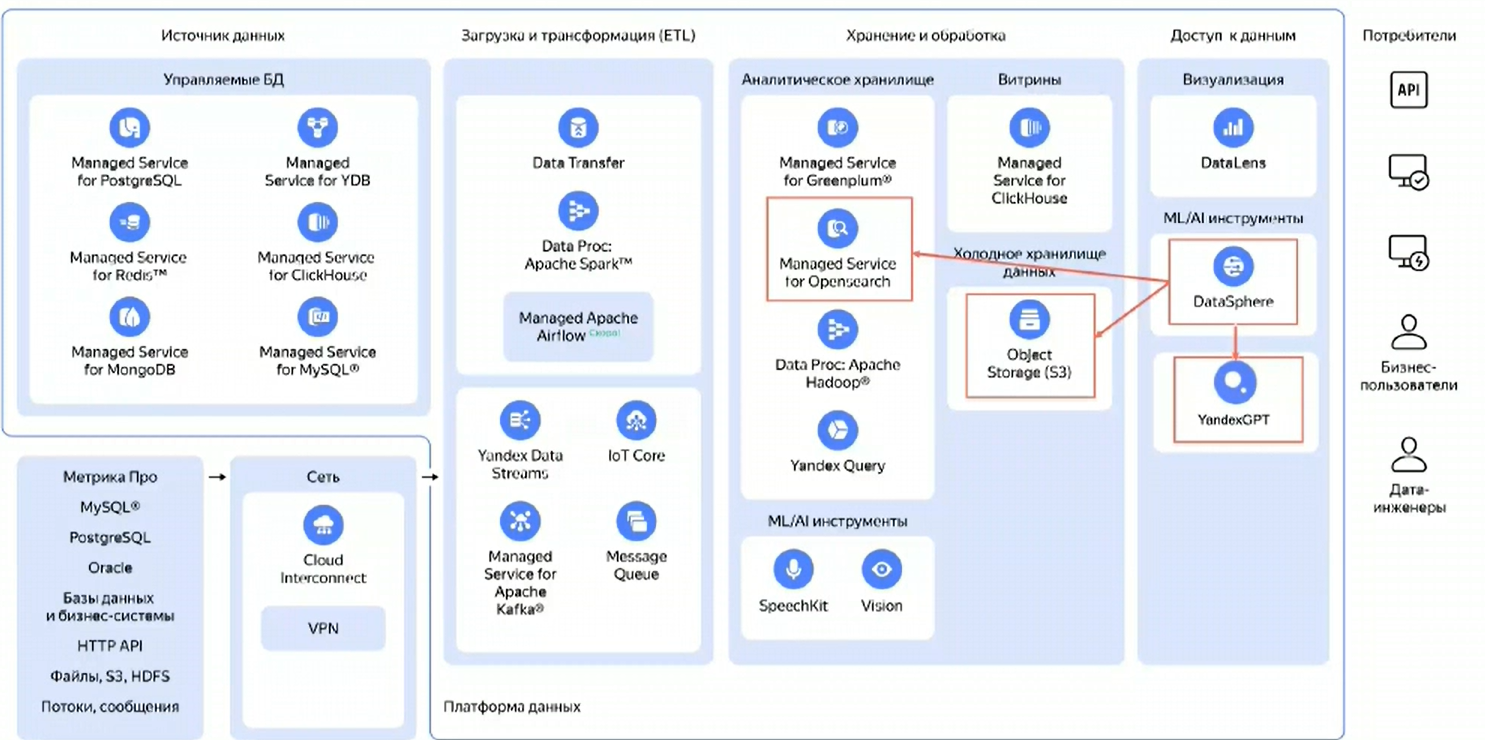 Источник данных
Управляемые БД
Managed Service
for PostgreSQL
Managed
Service for YDB
Managed Service
for Redis™
Managed Service
for ClickHouse
Managed Service
for MongoDB
Managed Service
for MySQL®
Метрика Про
MySQL®
PostgreSQL
Oracle
Базы данных
и бизнес-системы
HTTP API
Файлы, S3, HDFS
Потоки, сообщения
Сеть
Cloud
Interconnect
VPN
Загрузка и трансформация (ETL)
Data Transfer
Data Proc:
Apache Spark™
Managed Apache
Airflow Скоро!
Yandex Data
Streams
IoT Core
Managed
Service for
Apache
Kafka®
Message
Queue
Хранение и обработка
Аналитическое хранилище
Managed Service
for Greenplum®
Managed Service
for Opensearch
Data Proc: Apache
Hadoop®
Yandex Query
ML/AI инструменты
SpeechKit
Vision
Витрины
Managed
Service for
ClickHouse
Холодное хранилище
данных
Object
Storage (S3)
Доступ к данным
Визуализация
DataLens
ML/AI инструменты
DataSphere
YandexGPT
Потребители
API
Бизнес-
пользователи
Дата-
инженеры
Платформа данных